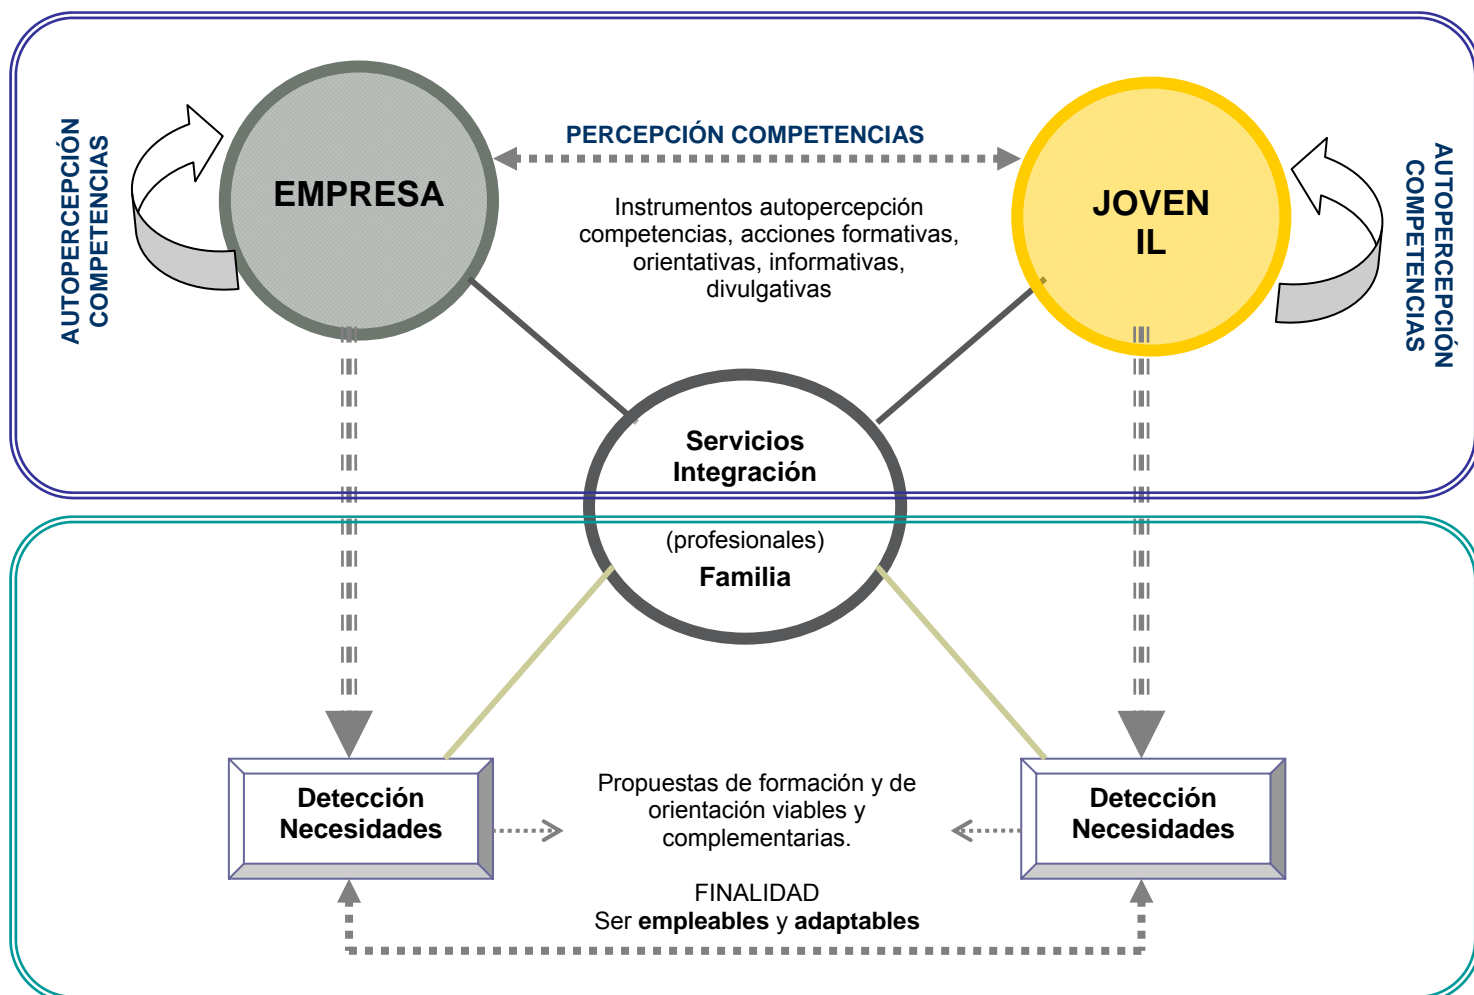 AUTOPERCEPCIÓN
COMPETENCIAS
EMPRESA
PERCEPCIÓN COMPETENCIAS
Instrumentos autopercepción
competencias, acciones formativas,
orientativas, informativas,
divulgativas
JOVEN
IL
AUTOPERCEPCIÓN
COMPETENCIAS
Servicios
Integración
(profesionales)
Familia
Detección
Necesidades
Propuestas de formación y de
orientación viables y
complementarias.
Detección
Necesidades
FINALIDAD
Ser empleables y adaptables